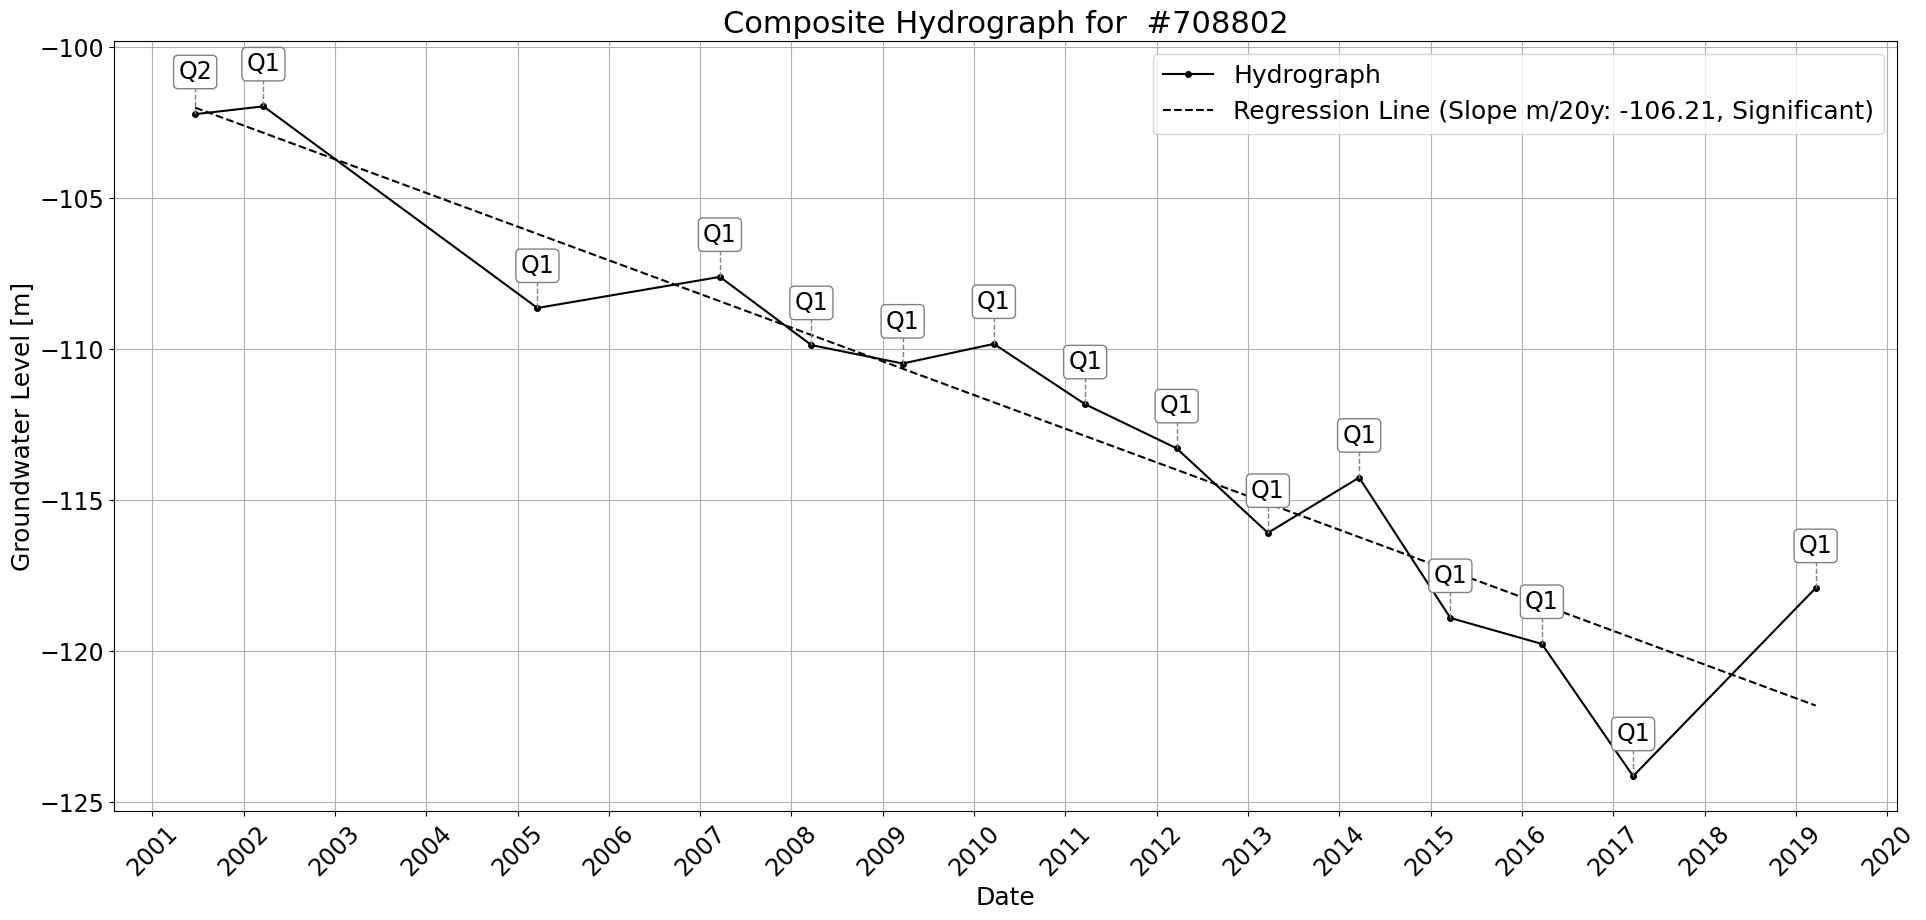 Composite Hydrograph for  #708802
Hydrograph
Regression Line (Slope m/20y: -106.21, Significant)
Groundwater Level [m]
−100
−105
−110
−115
−120
−125
Q2
Q1
Q1
Q1
Q1
Q1
Q1
Q1
Q1
Q1
Q1
Q1
Q1
Q1
Q1
2001
2002
2003
2004
2005
2006
2007
2008
2009
2010
2011
2012
2013
2014
2015
2016
2017
2018
2019
2020
Date